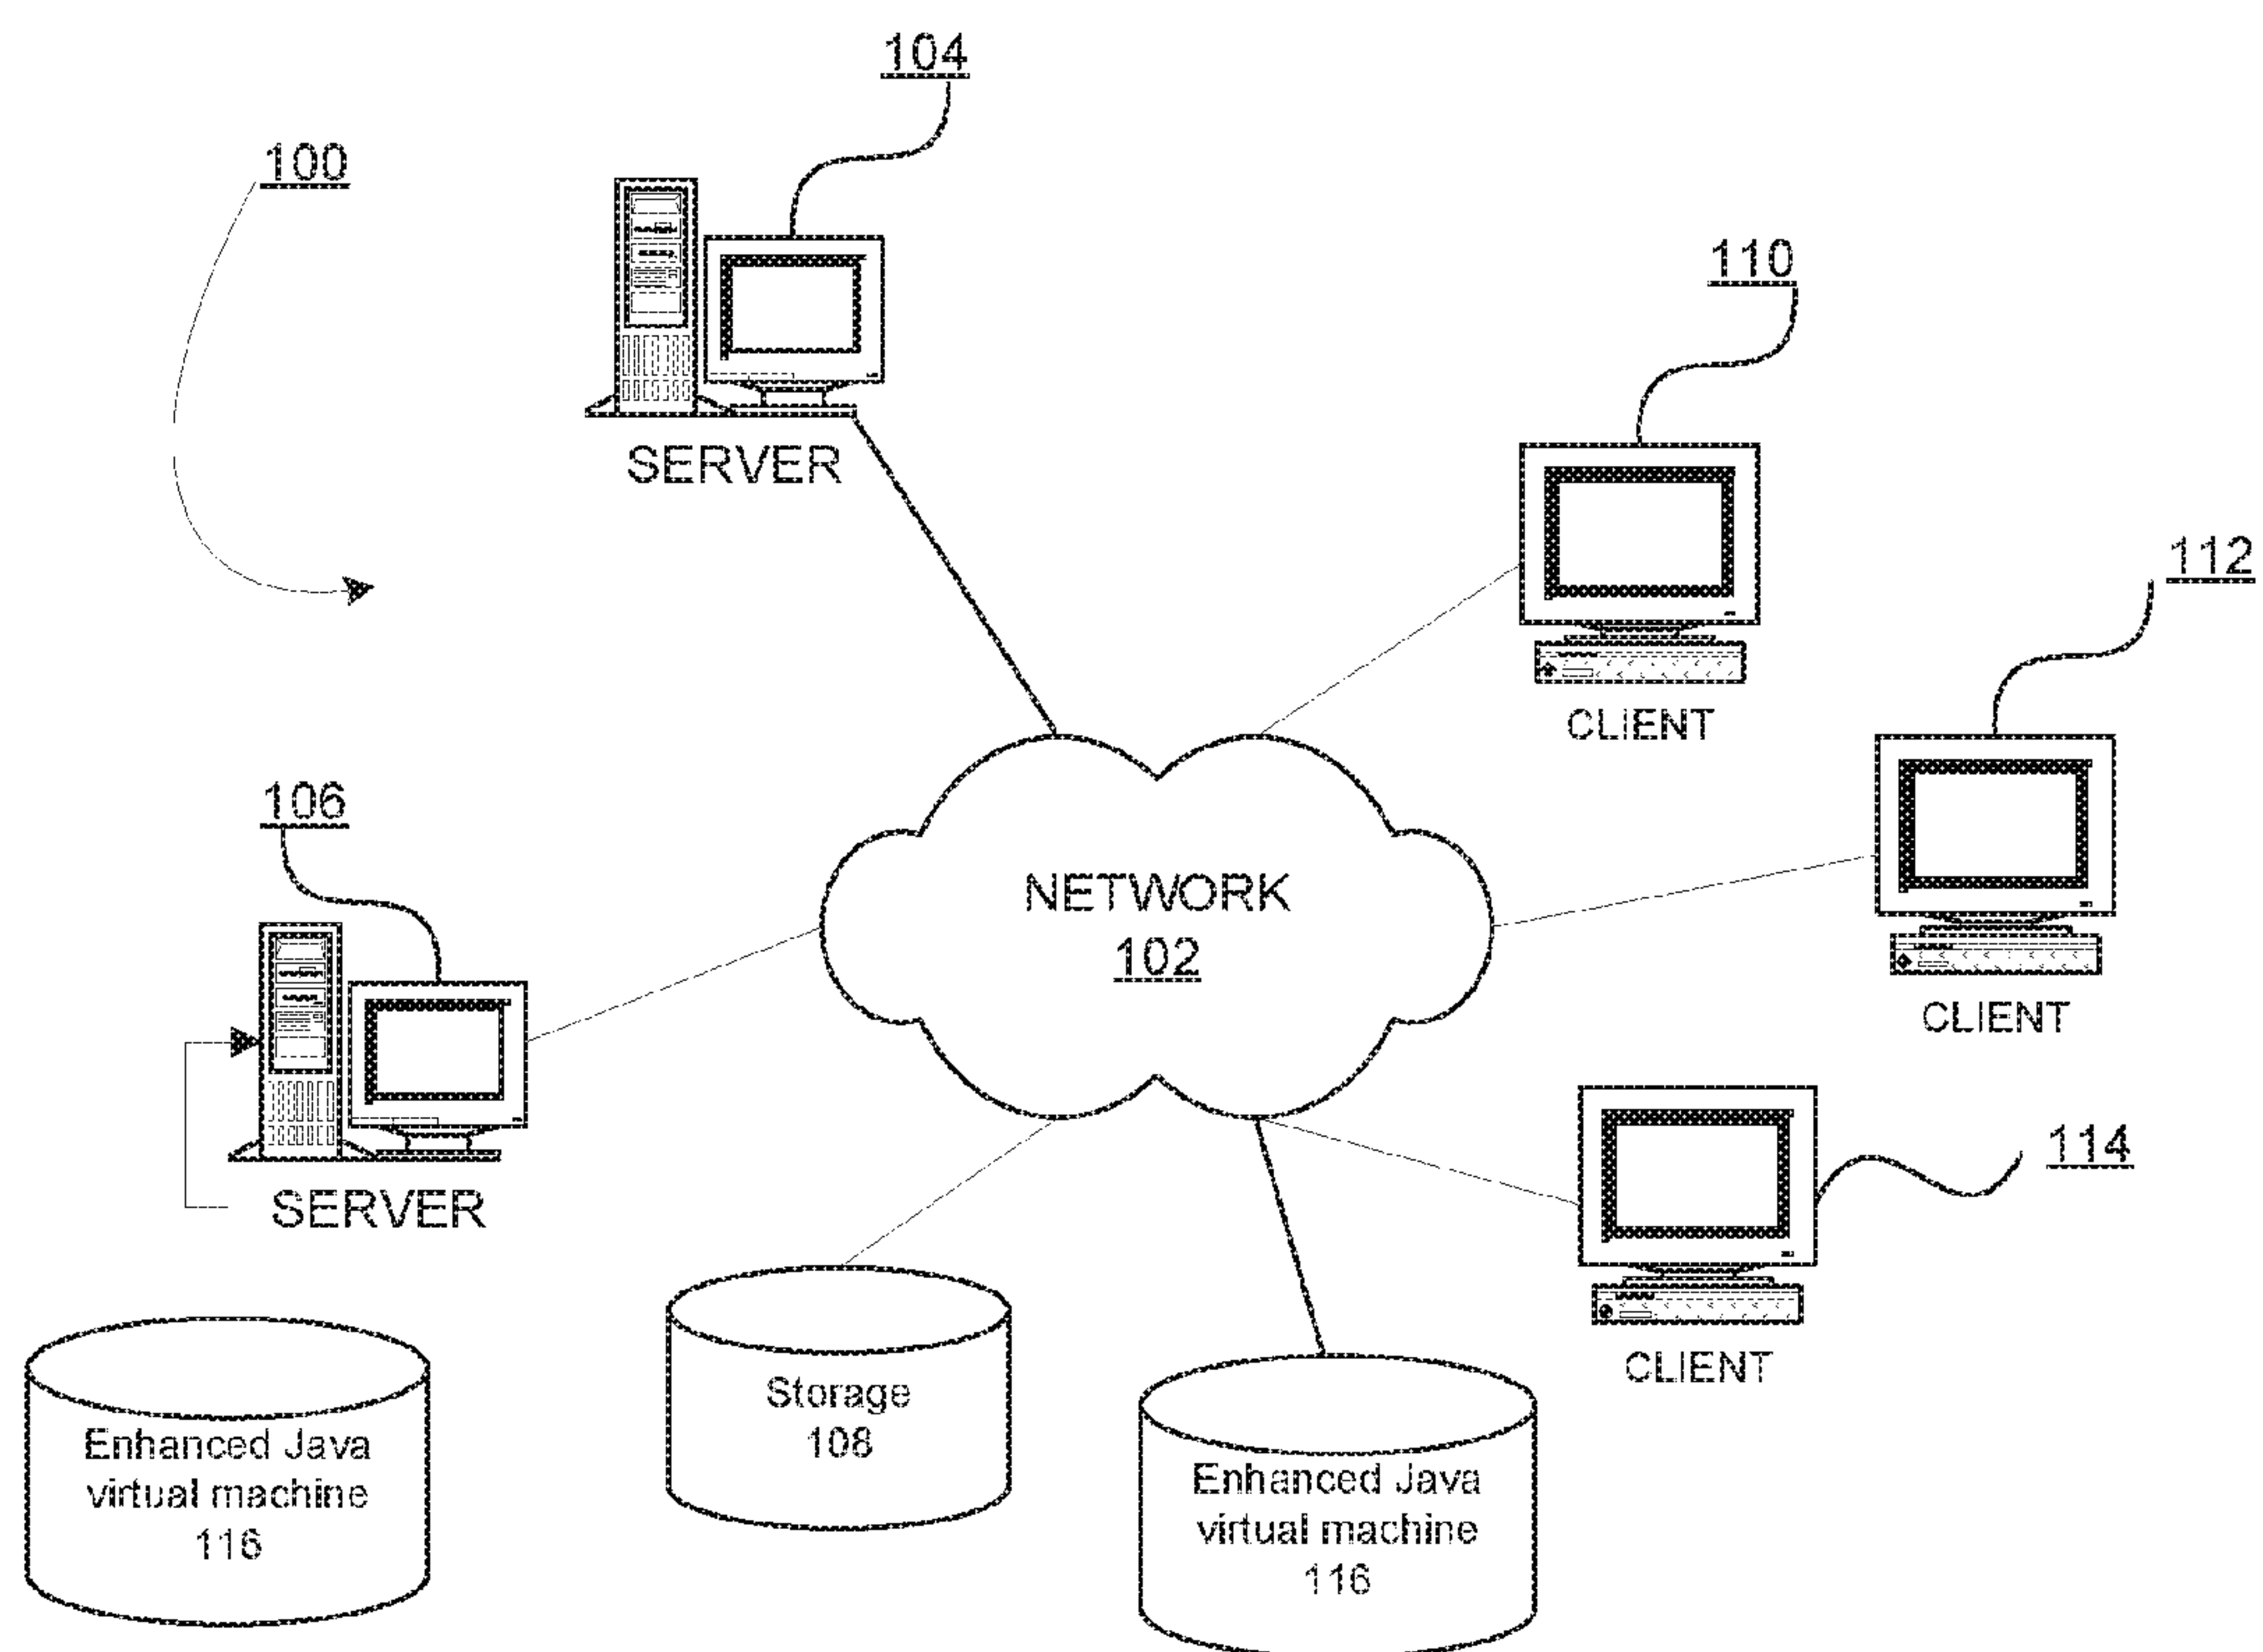 104
100
SERVER
110
CLIENT
112
CLIENT
106
SERVER
NETWORK
102
114
CLIENT
Storage
108
Enhanced Java
virtual machine
116
Enhanced Java
virtual machine
116